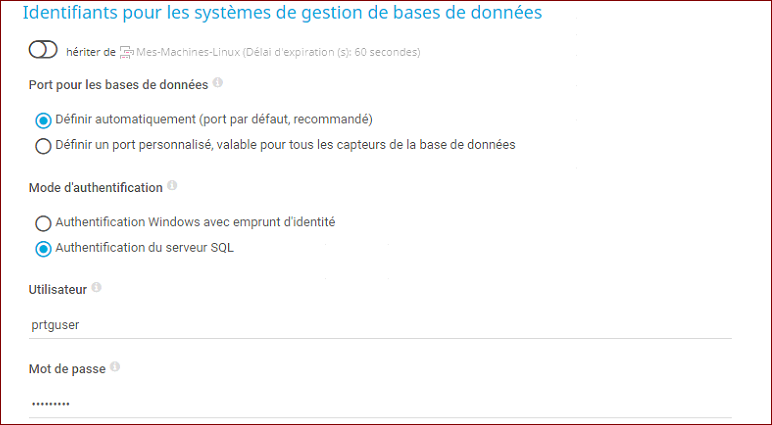 Identifiants pour les systèmes de gestion de bases de données
hériter de Mes-Machines-Linux (Délai d'expiration (s): 60 secondes)
Port pour les bases de données
Définir automatiquement (port par défaut, recommandé)
Définir un port personnalisé, valable pour tous les capteurs de la base de données
Mode d'authentification
Authentification Windows avec emprunt d'identité
Authentification du serveur SQL
Utilisateur
prtguser
Mot de passe
•••••••••